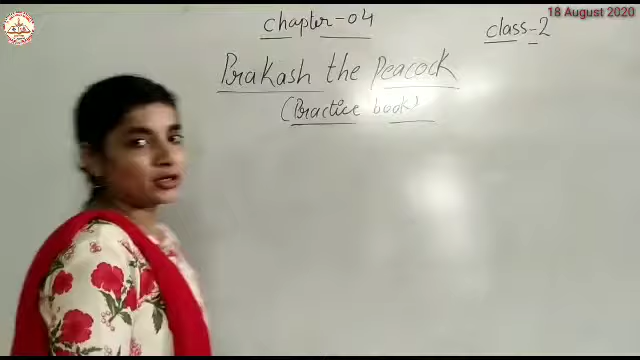 18 August 2020
chapter-04
class-2
Prakash the Peacock
(Practice book)